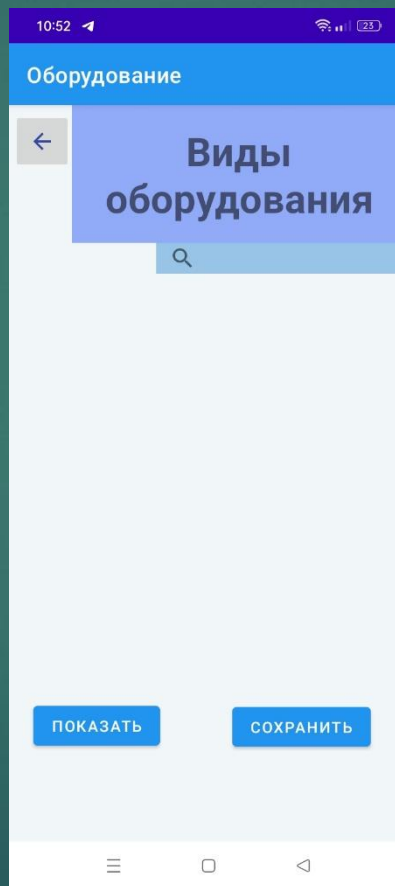 10:52
23
Оборудование
Виды
оборудования
ПОКАЗАТЬ
СОХРАНИТЬ